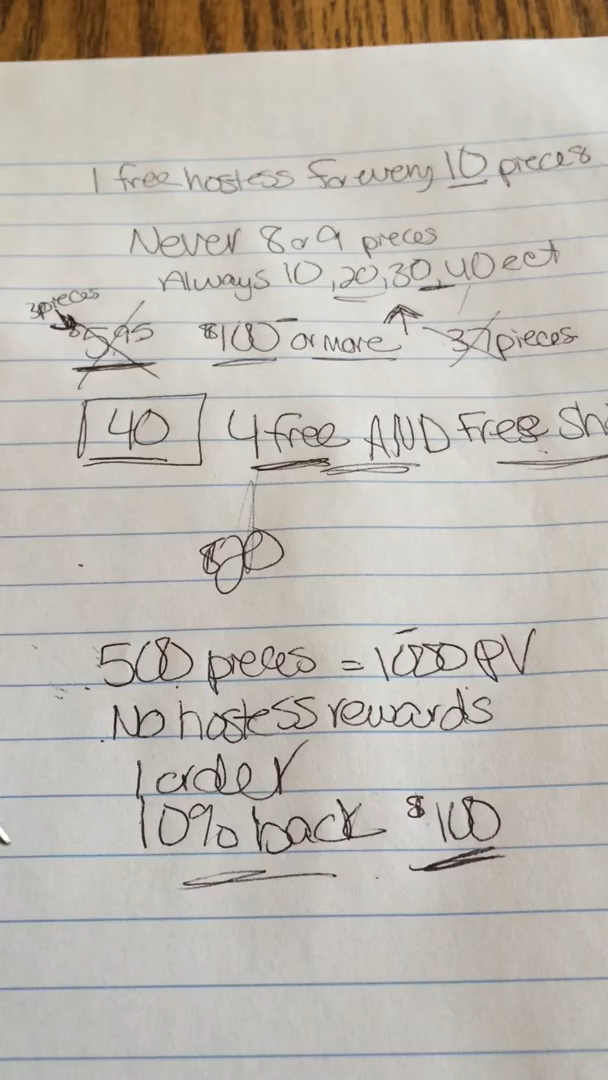 1 free hostess for every 10 pieces
Never 8 or 9 pieces
Always 10, 20, 30, 40 ect
3 pieces
$5.95 $100 or more 37 pieces
40 4 free AND Free Shi
$20
500 pieces = 1000 PV
No hostess rewards
1 order
10% back $100